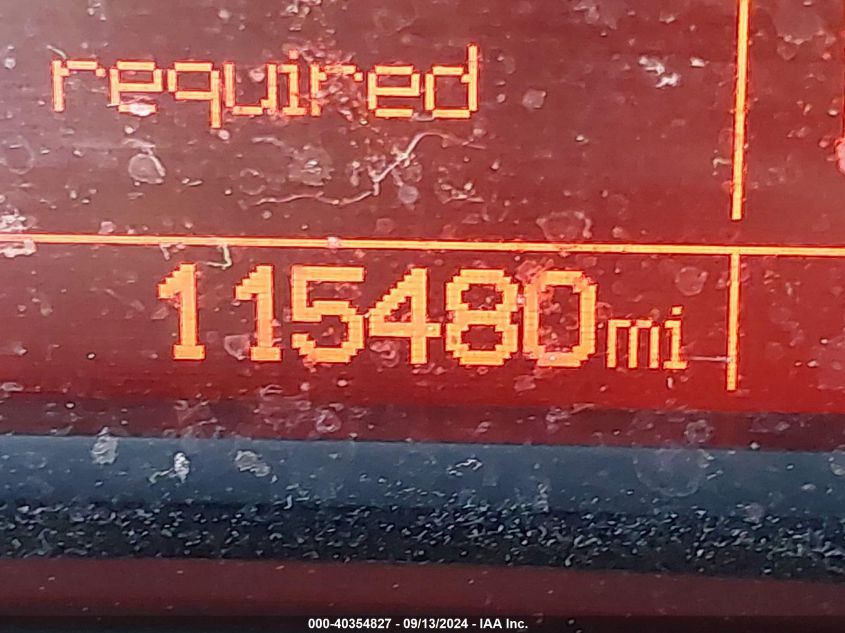 required
115480mi
000-40354827 - 09/13/2024 - IAA Inc.